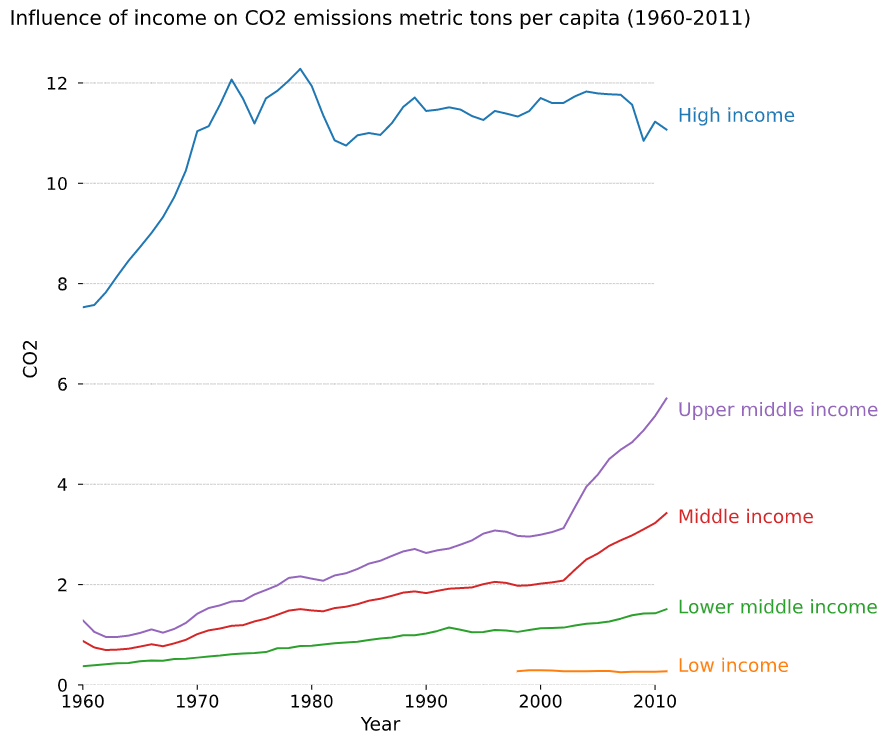 Influence of income on CO2 emissions metric tons per capita (1960-2011)
12
High income
10
8
CO2
6
Upper middle income
4
Middle income
2
Lower middle income
Low income
0
1960 1970 1980 1990 2000 2010
Year